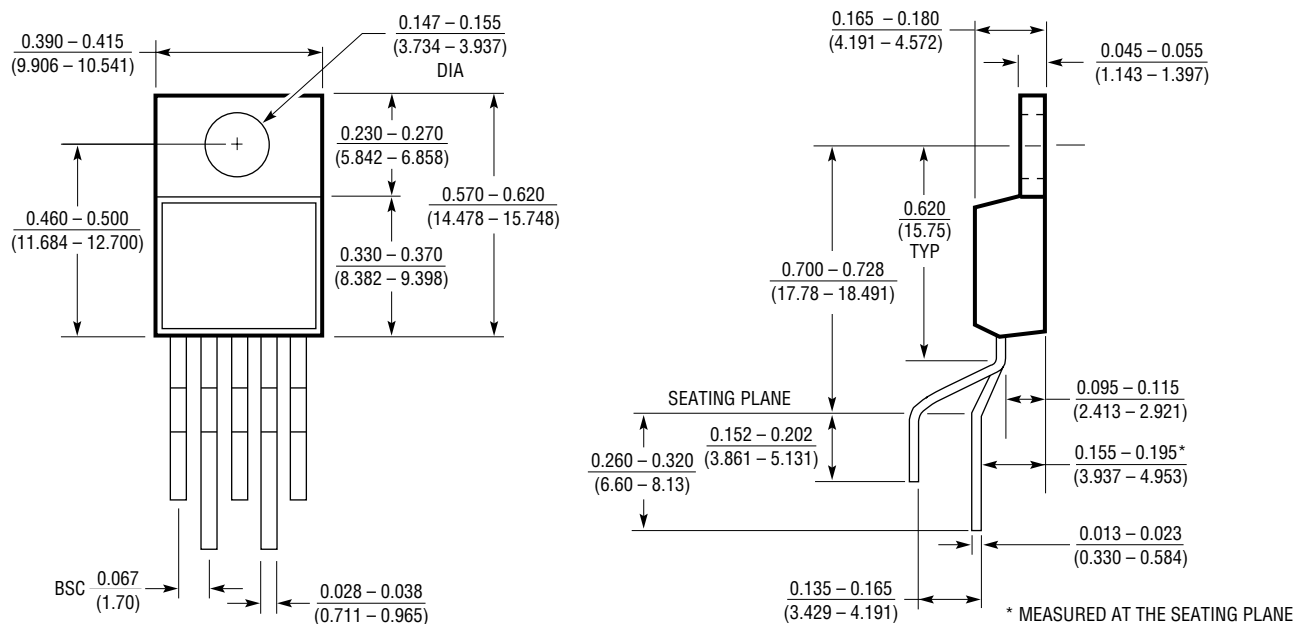 0.390 – 0.415
(9.906 – 10.541)
0.147 – 0.155
(3.734 – 3.937)
DIA
0.230 – 0.270
(5.842 – 6.858)
0.570 – 0.620
(14.478 – 15.748)
0.460 – 0.500
(11.684 – 12.700)
0.330 – 0.370
(8.382 – 9.398)
BSC 0.067
(1.70)
0.028 – 0.038
(0.711 – 0.965)
0.165 – 0.180
(4.191 – 4.572)
0.045 – 0.055
(1.143 – 1.397)
0.620
(15.75)
TYP
0.700 – 0.728
(17.78 – 18.491)
SEATING PLANE
0.152 – 0.202
(3.861 – 5.131)
0.260 – 0.320
(6.60 – 8.13)
0.095 – 0.115
(2.413 – 2.921)
0.155 – 0.195*
(3.937 – 4.953)
0.013 – 0.023
(0.330 – 0.584)
0.135 – 0.165
(3.429 – 4.191)
* MEASURED AT THE SEATING PLANE